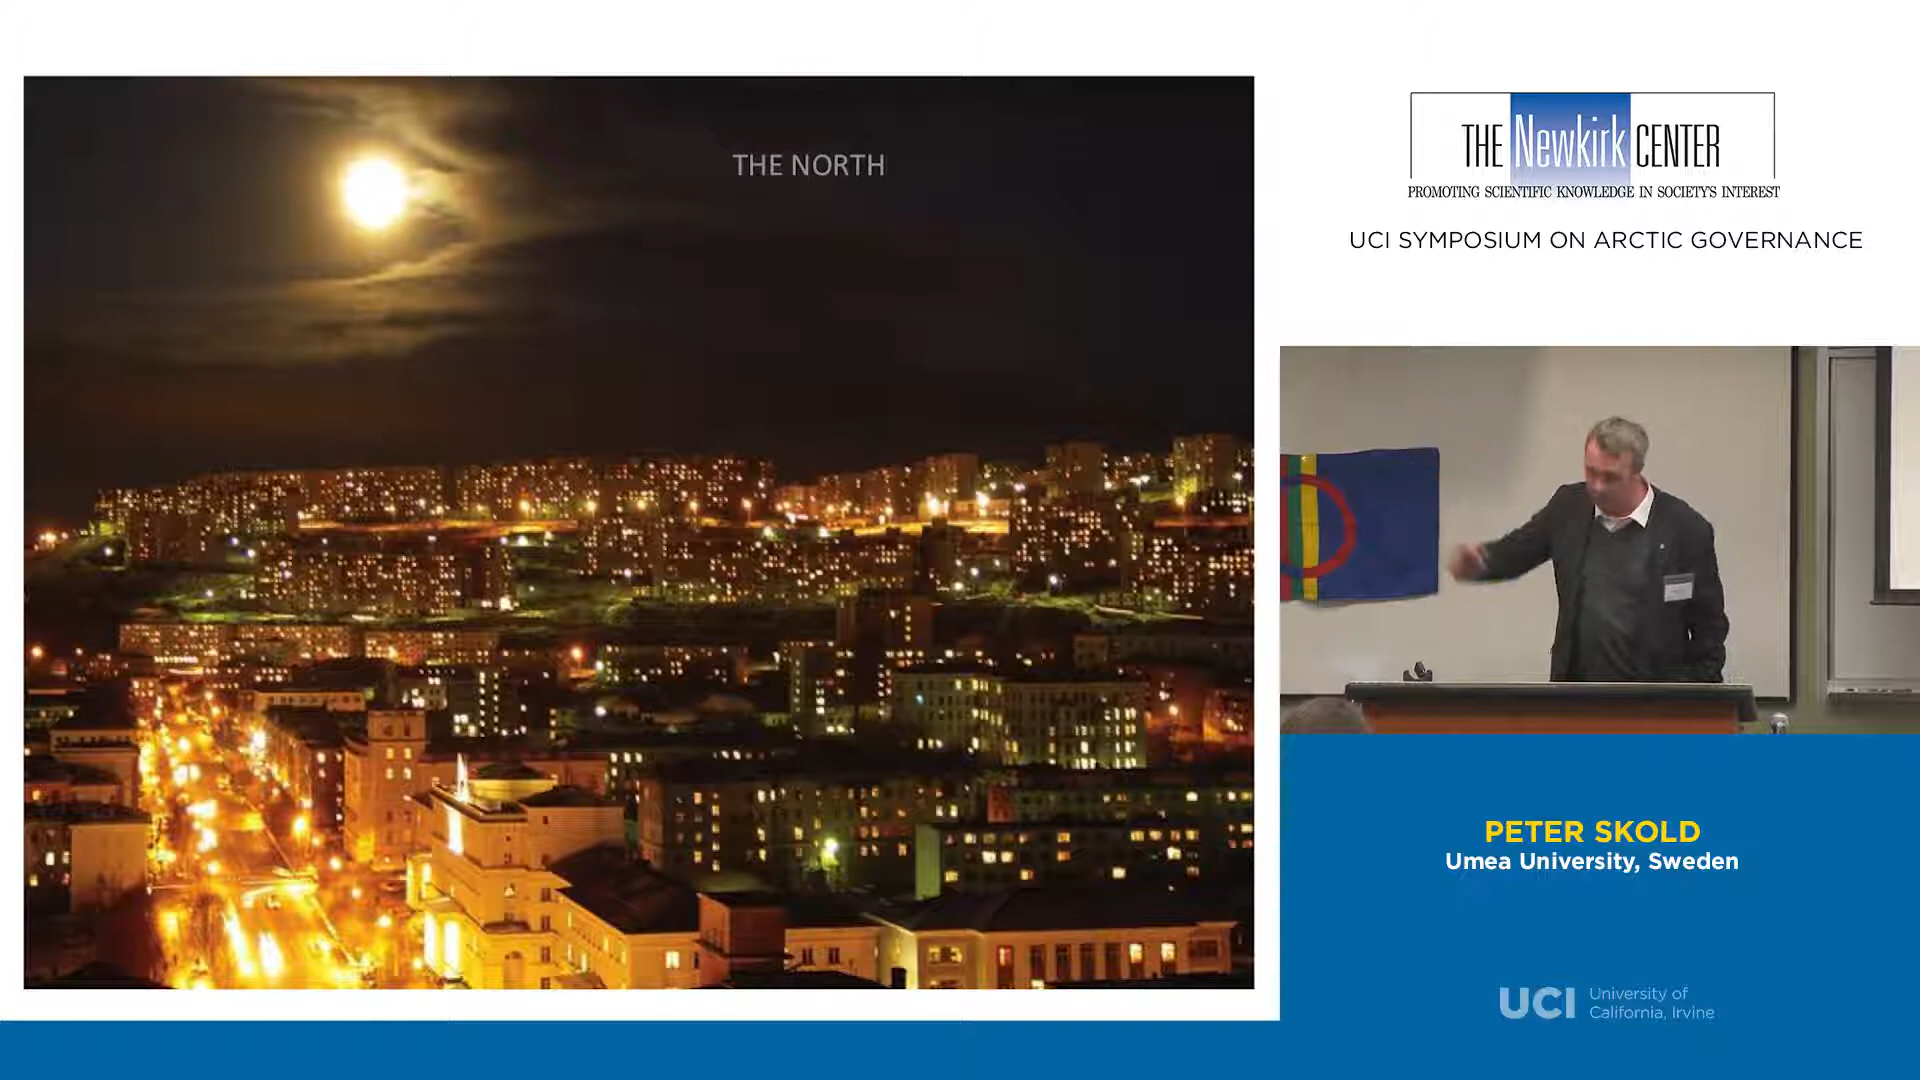 THE NORTH
THE Newkirk CENTER
PROMOTING SCIENTIFIC KNOWLEDGE IN SOCIETY'S INTEREST
UCI SYMPOSIUM ON ARCTIC GOVERNANCE
PETER SKOLD
Umea University, Sweden
UCI University of
California, Irvine